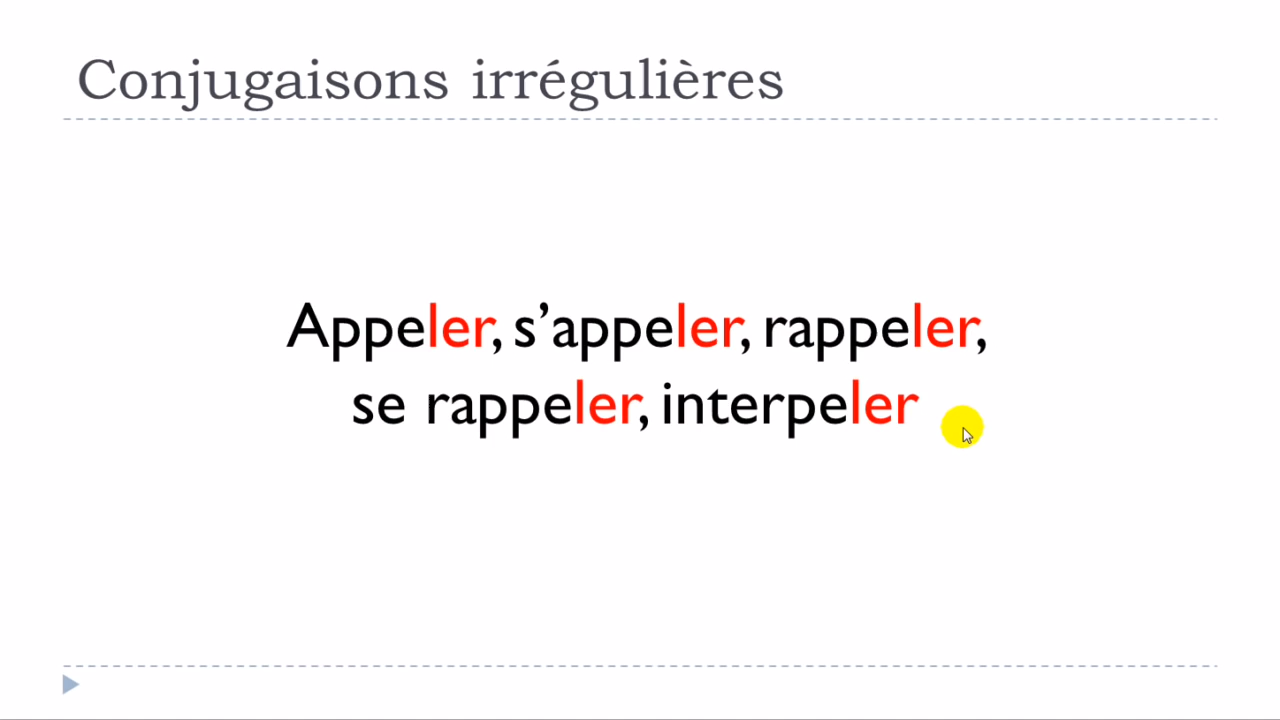 Conjugaisons irrégulières
Appeler, s’appeler, rappeler,
se rappeler, interpeler